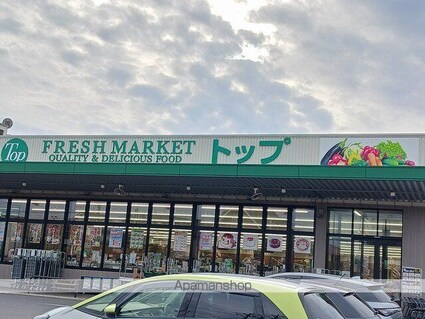 Top
FRESH MARKET
QUALITY & DELICIOUS FOOD
トップ
Apamanshop